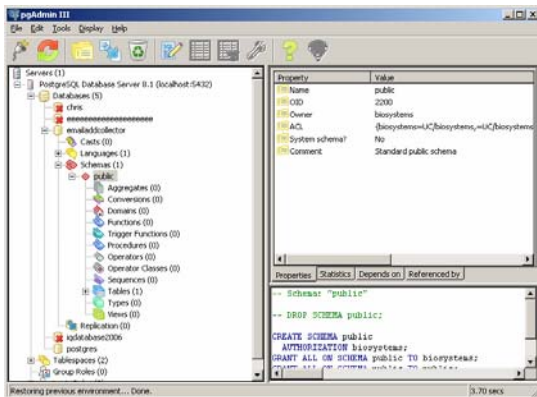 pgAdmin III
File Edit Tools Display Help
Servers (1)
PostgreSQL Database Server 8.1 (localhost:5432)
Databases (5)
chris
emailaddcollector
Casts (0)
Languages (1)
Schemas (1)
public
Aggregates (0)
Conversions (0)
Domains (0)
Functions (0)
Trigger Functions (0)
Procedures (0)
Operators (0)
Operator Classes (0)
Sequences (0)
Tables (1)
Types (0)
Views (0)
Replication (0)
iqdatabase2006
postgres
Tablespaces (2)
Group Roles (0)
Property Value
Name public
OID 2200
Owner biosystems
ACL {biosystems=UC/biosystems,=UC/biosystems
System schema? No
Comment Standard public schema
Properties Statistics Depends on Referenced by
-- Schema: "public"
-- DROP SCHEMA public;
CREATE SCHEMA public
AUTHORIZATION biosystems;
GRANT ALL ON SCHEMA public TO biosystems;
Restoring previous environment... Done. 3.70 secs